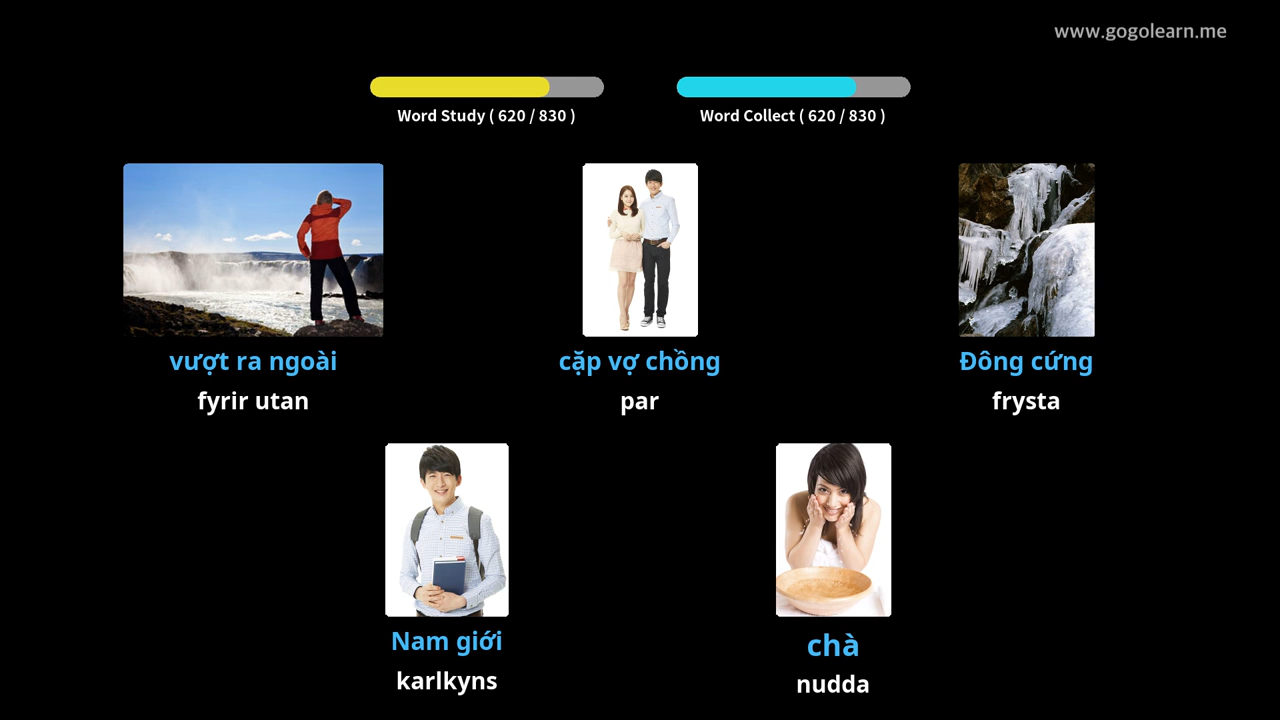 www.gogolearn.me
Word Study ( 620 / 830 )
Word Collect ( 620 / 830 )
vượt ra ngoài
fyrir utan
cặp vợ chồng
par
Đông cứng
frysta
Nam giới
karlkyns
chà
nudda